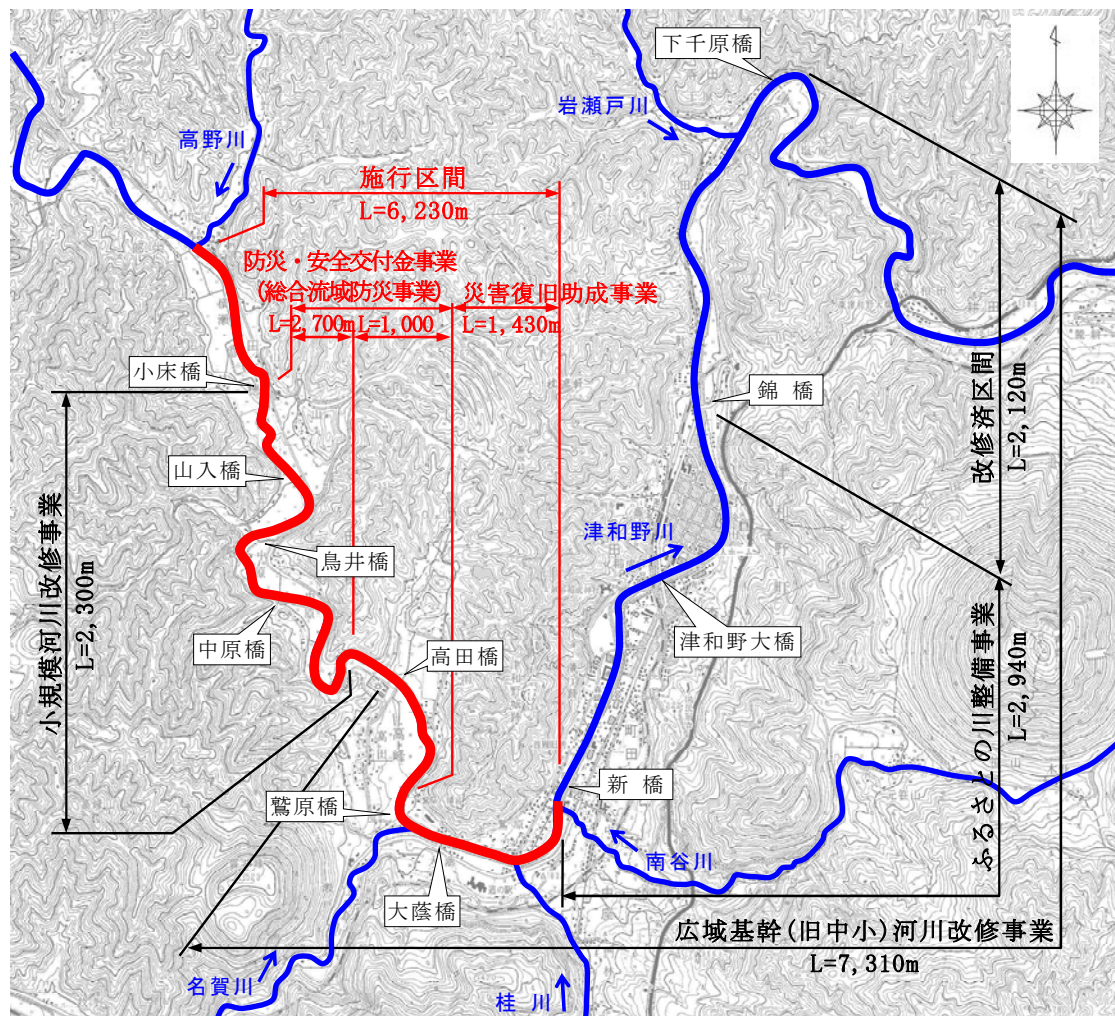 下千原橋
岩瀬戸川
高野川
施行区間
L=6,230m
防災・安全交付金事業
(総合流域防災事業)
災害復旧助成事業
L=2,700m
L=1,000
L=1,430m
小床橋
錦 橋
改修済区間
L=2,120m
山入橋
小規模河川改修事業
L=2,300m
津和野川
鳥井橋
中原橋
高田橋
津和野大橋
ふるさとの川整備事業
L=2,940m
鷲原橋
新 橋
南谷川
大蔭橋
広域基幹(旧中小)河川改修事業
L=7,310m
名賀川
桂 川